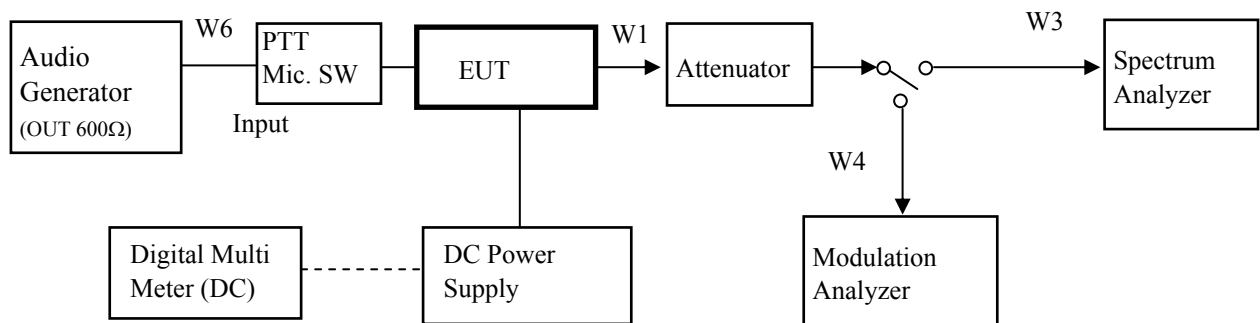 W6
Audio
Generator
(OUT 600Ω)
PTT
Mic. SW
Input
EUT
W1
Attenuator
W3
Spectrum
Analyzer
W4
Digital Multi
Meter (DC)
DC Power
Supply
Modulation
Analyzer